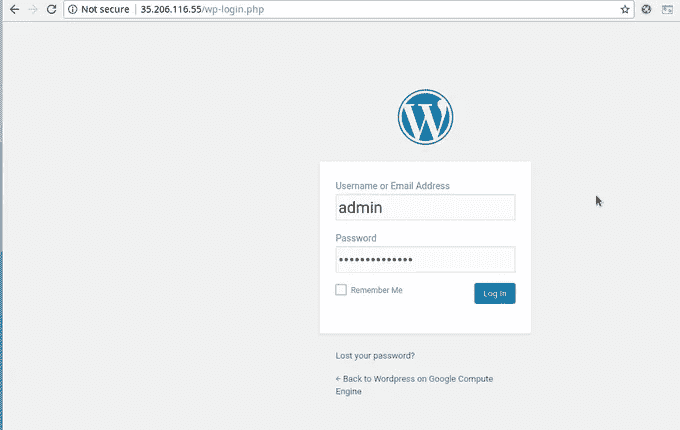 Not secure | 35.206.116.55/wp-login.php
W
Username or Email Address
admin
Password
••••••••••••••
Remember Me
Log In
Lost your password?
← Back to Wordpress on Google Compute
Engine